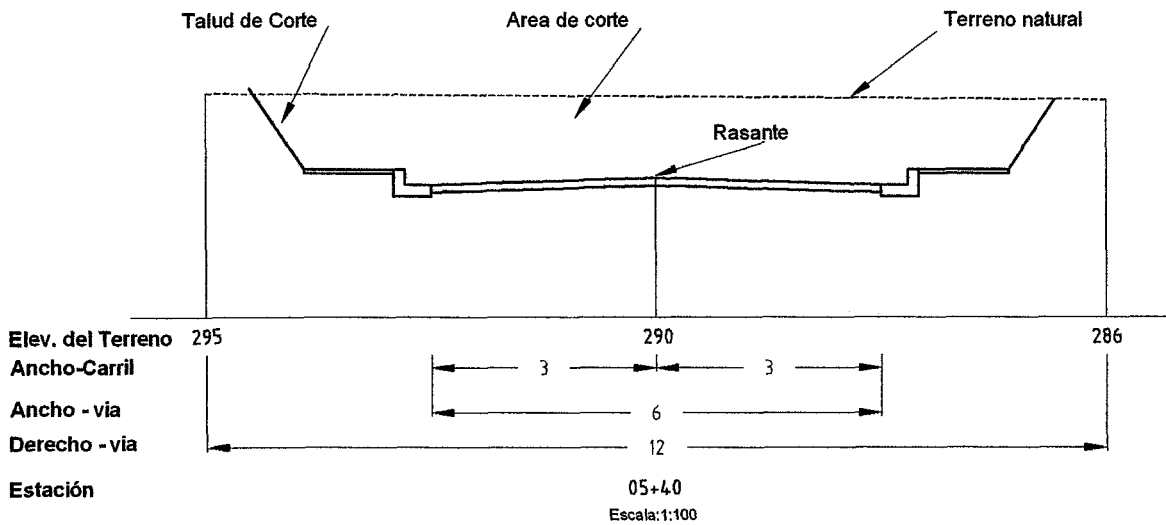 Talud de Corte
Area de corte
Terreno natural
Rasante
Elev. del Terreno 295 290 286
Ancho-Carril 3 3
Ancho - via 6
Derecho - via 12
Estación 05+40
Escala:1:100